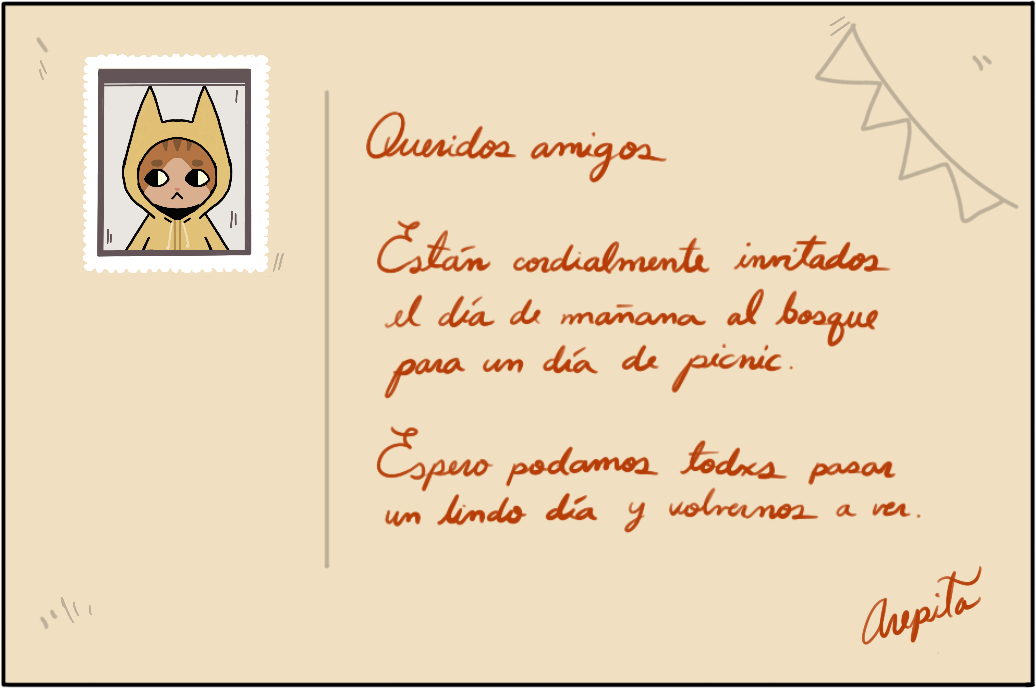 Queridos amigos
Están cordialmente invitados
el día de mañana al bosque
para un día de picnic.
Espero podamos todxs pasar
un lindo día y volvernos a ver.
Arepita